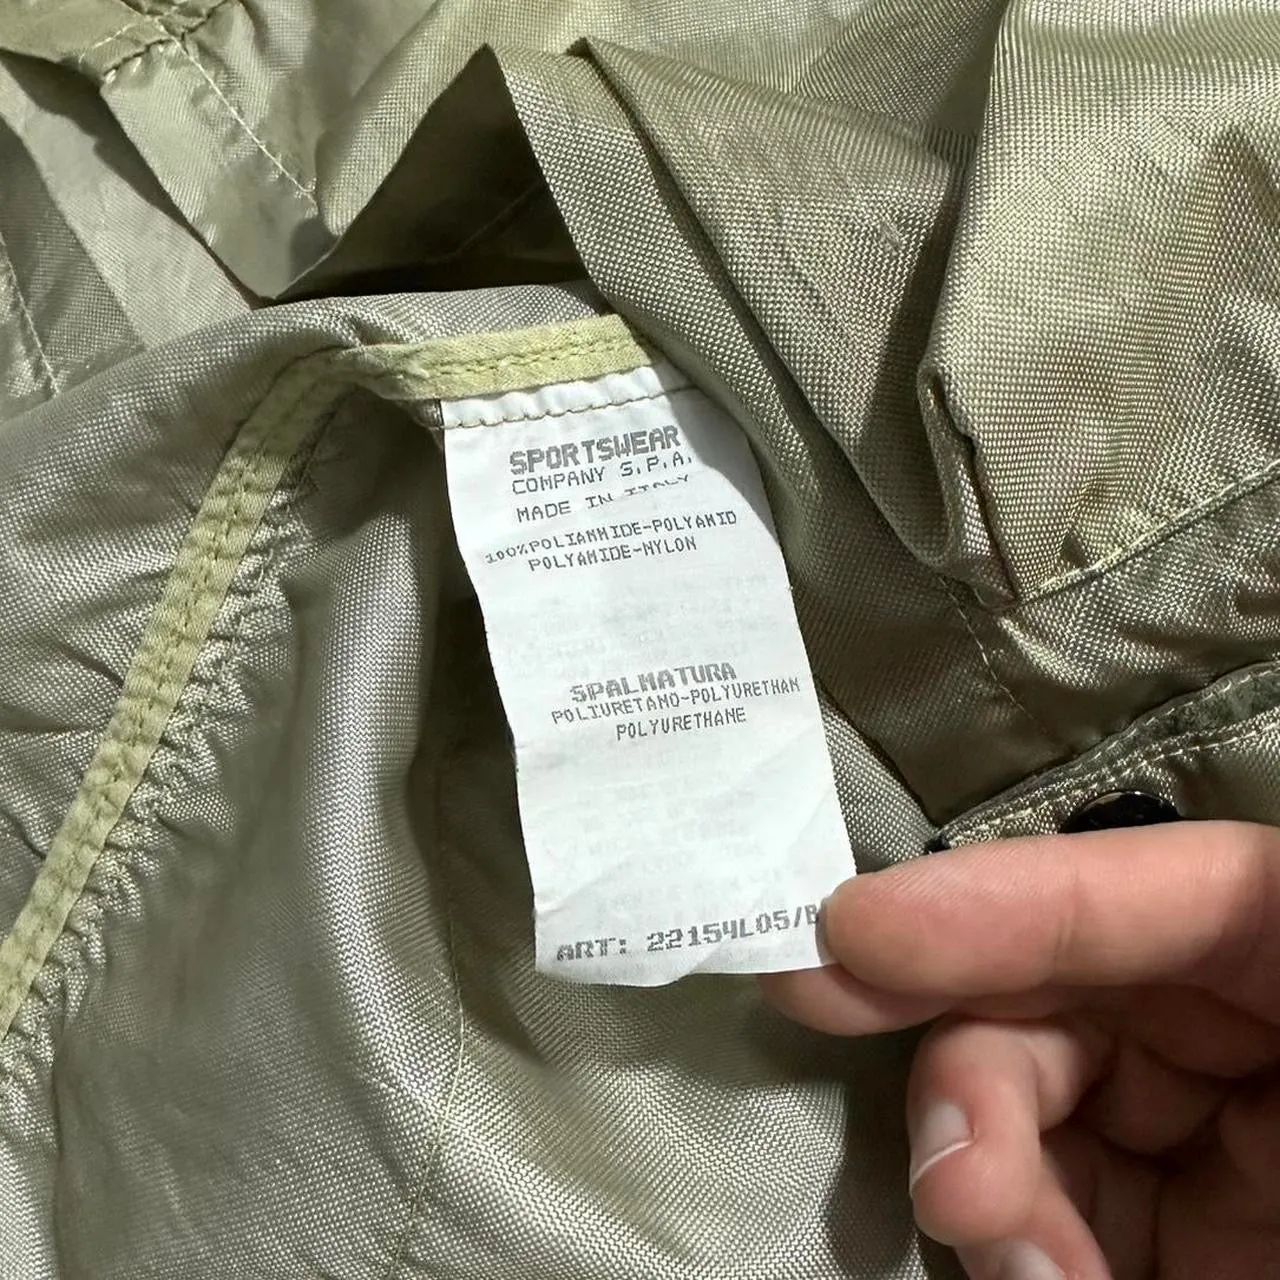 SPORTSWEAR
COMPANY S.P.A.
MADE IN ITALY
100%POLIAMMIDE-POLYAMID
POLYAMIDE-NYLON
SPALMATURA
POLIURETANO-POLYURETHAN
POLYURETHANE
ART: 22154L05/B